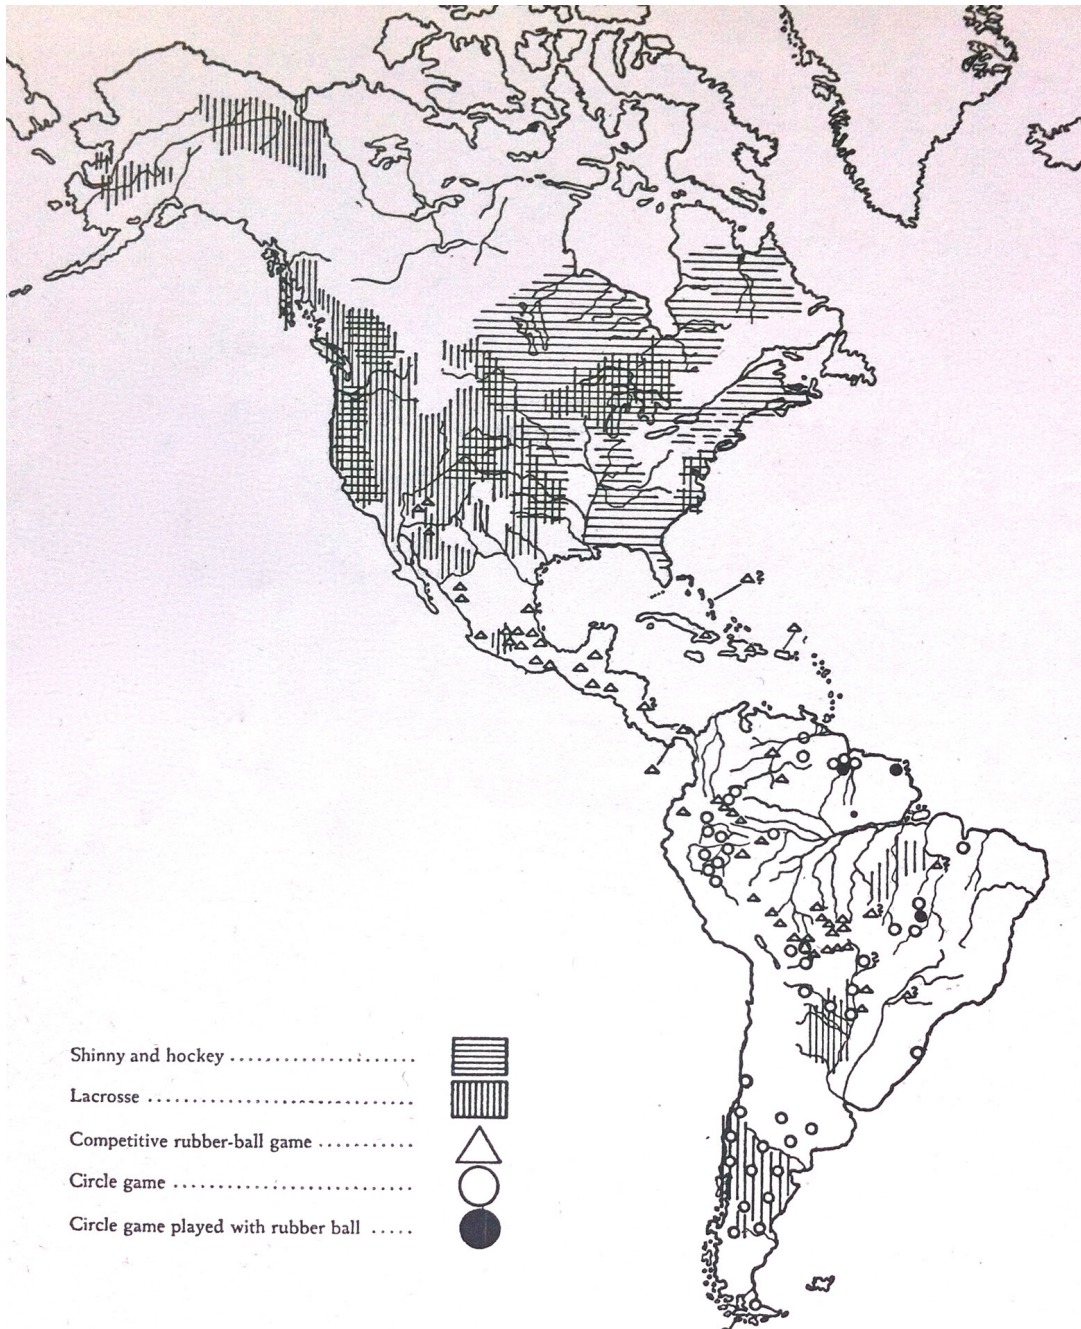 ?
?
?
?
?
?
?
?
Shinny and hockey ......................
Lacrosse ................................
Competitive rubber-ball game ..........
Circle game .............................
Circle game played with rubber ball .....